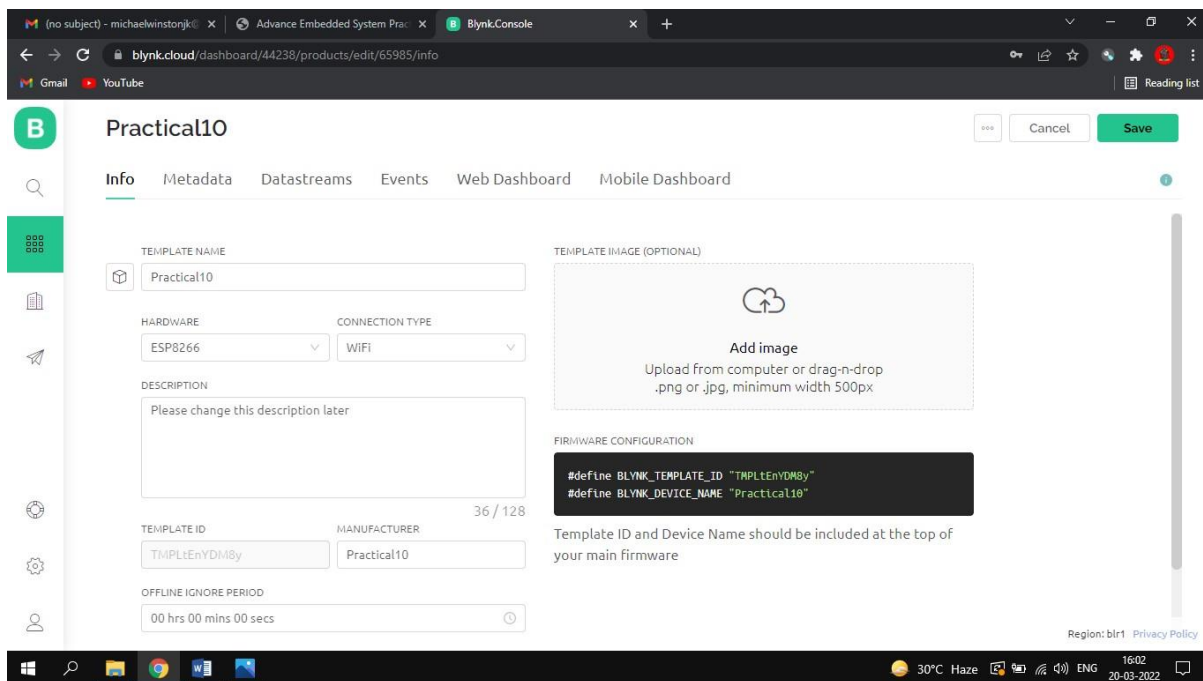 (no subject) - michaelwinstonjk
Advance Embedded System Prac
Blynk.Console
blynk.cloud/dashboard/44238/products/edit/65985/info
Gmail
YouTube
Reading list
B
Practical10
Cancel
Save
Info
Metadata
Datastreams
Events
Web Dashboard
Mobile Dashboard
TEMPLATE NAME
Practical10
HARDWARE
CONNECTION TYPE
ESP8266
WiFi
DESCRIPTION
Please change this description later
36 / 128
TEMPLATE ID
MANUFACTURER
TMPLtEnYDM8y
Practical10
OFFLINE IGNORE PERIOD
00 hrs 00 mins 00 secs
TEMPLATE IMAGE (OPTIONAL)
Add image
Upload from computer or drag-n-drop
.png or .jpg, minimum width 500px
FIRMWARE CONFIGURATION
#define BLYNK_TEMPLATE_ID "TMPLtEnYDM8y"
#define BLYNK_DEVICE_NAME "Practical10"
Template ID and Device Name should be included at the top of
your main firmware
Region: blr1 Privacy Policy
30°C Haze
ENG
16:02
20-03-2022